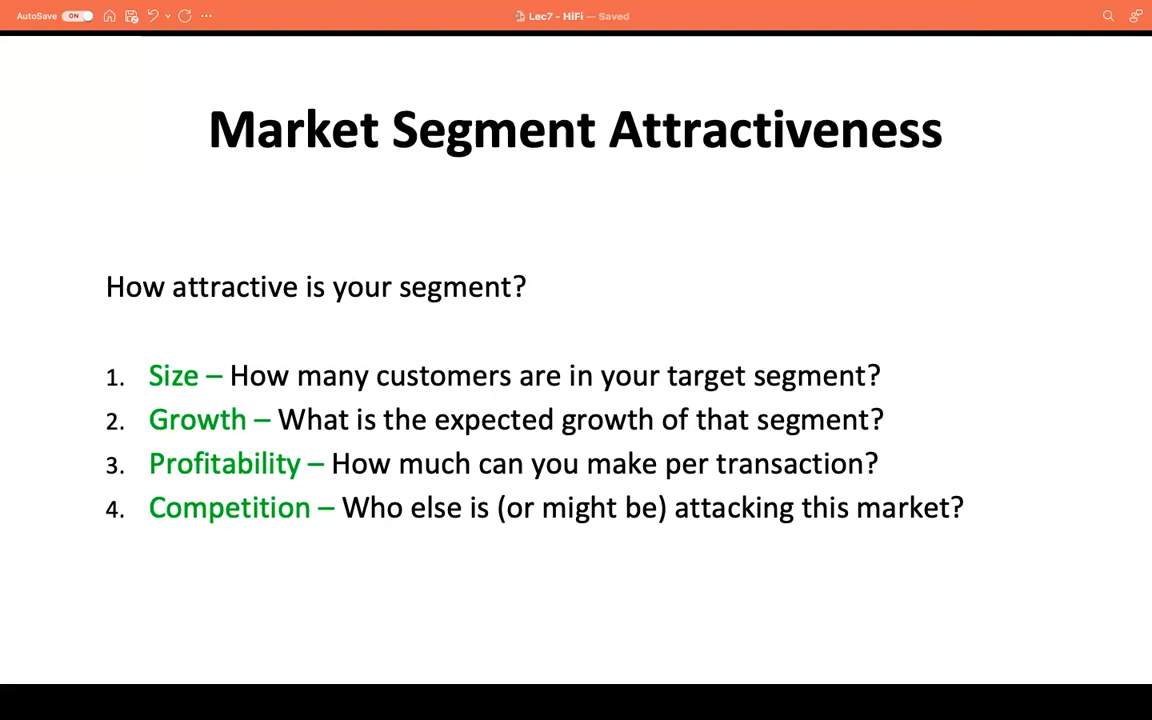 AutoSave ON ... Lec7 - HiFi — Saved
Market Segment Attractiveness
How attractive is your segment?
1. Size – How many customers are in your target segment?
2. Growth – What is the expected growth of that segment?
3. Profitability – How much can you make per transaction?
4. Competition – Who else is (or might be) attacking this market?